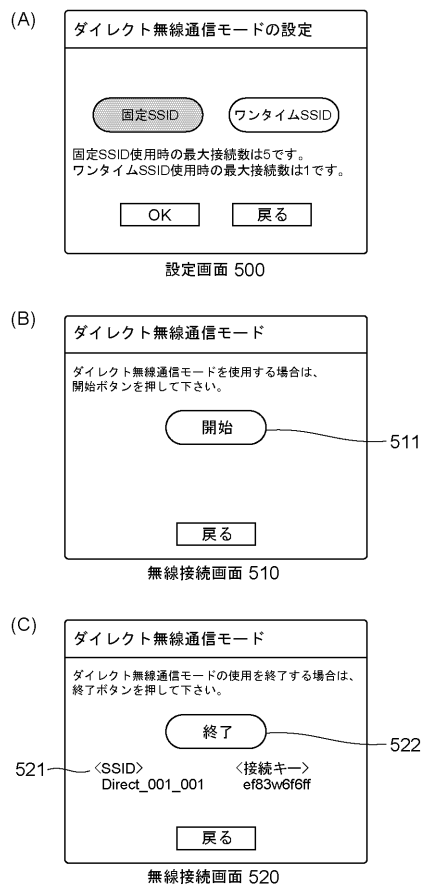 (A)
ダイレクト無線通信モードの設定
固定SSID
ワンタイムSSID
固定SSID使用時の最大接続数は5です。
ワンタイムSSID使用時の最大接続数は1です。
OK
戻る
設定画面 500
(B)
ダイレクト無線通信モード
ダイレクト無線通信モードを使用する場合は、
開始ボタンを押して下さい。
開始
511
戻る
無線接続画面 510
(C)
ダイレクト無線通信モード
ダイレクト無線通信モードの使用を終了する場合は、
終了ボタンを押して下さい。
終了
522
521
〈SSID〉 〈接続キー〉
Direct_001_001 ef83w6f6ff
戻る
無線接続画面 520